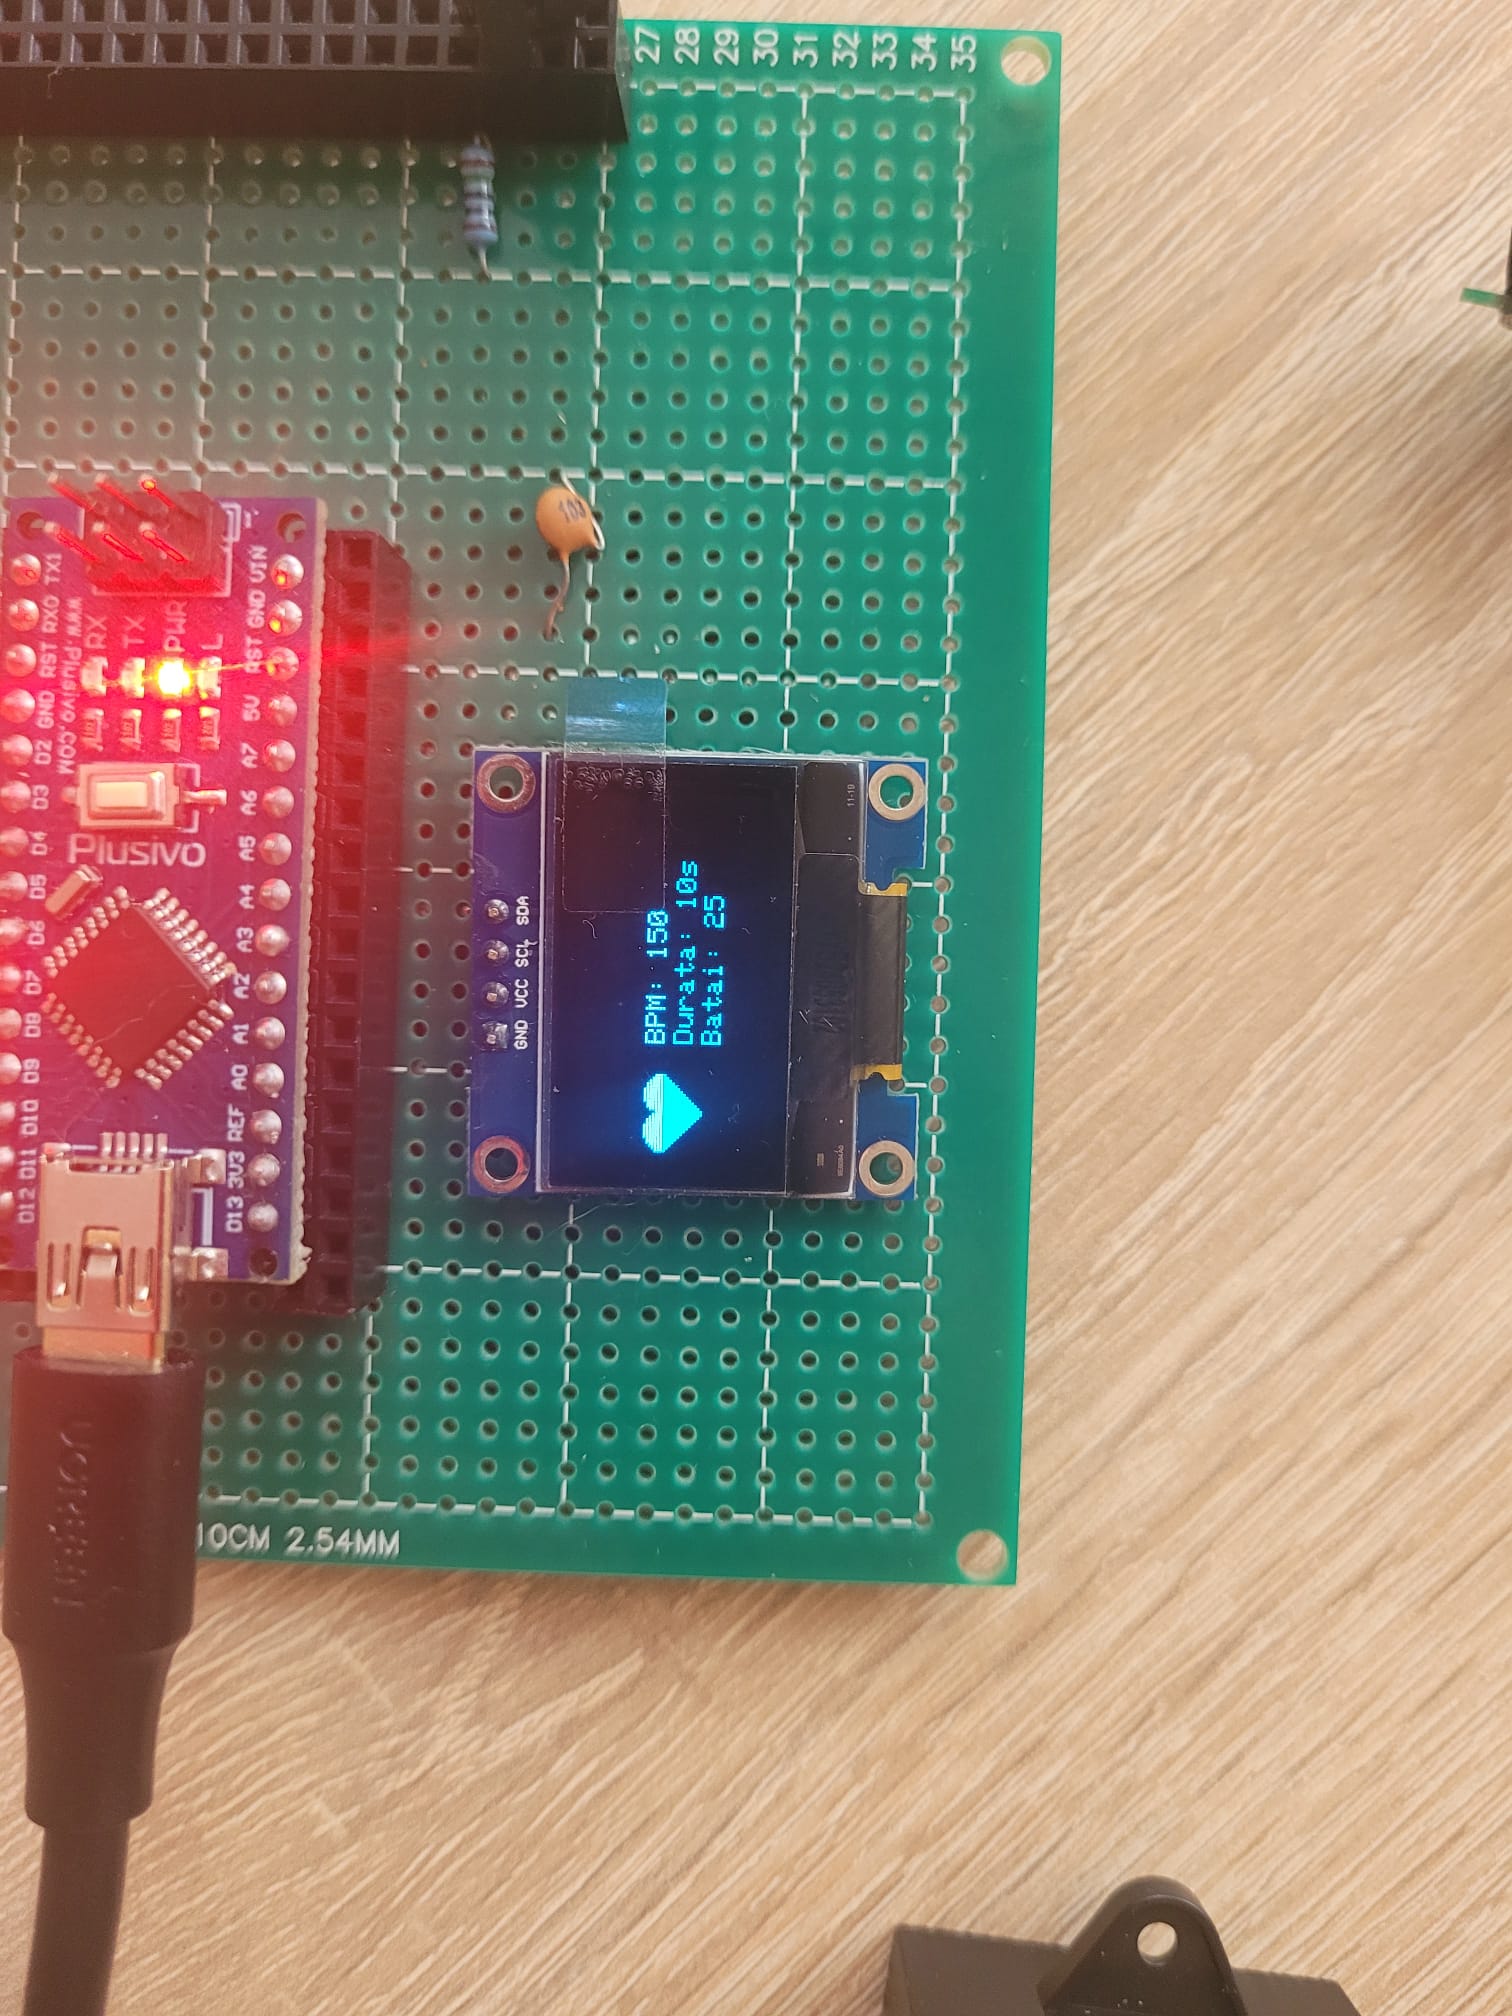 D12 D11 D10 D9 D8 D7 D6 D5 D4 D3 D2 GND RST RX0 TX1
www.Plusivo.COM
Plusivo
RX
TX
PWR
L
D13 3V3 REF A0 A1 A2 A3 A4 A5 A6 A7 5V RST GND VIN
10CM 2.54MM
GND VCC SCL SDA
BPM: 150
Durata: 10s
Batai: 25
11-19
103
27
28
29
30
31
32
33
34
35